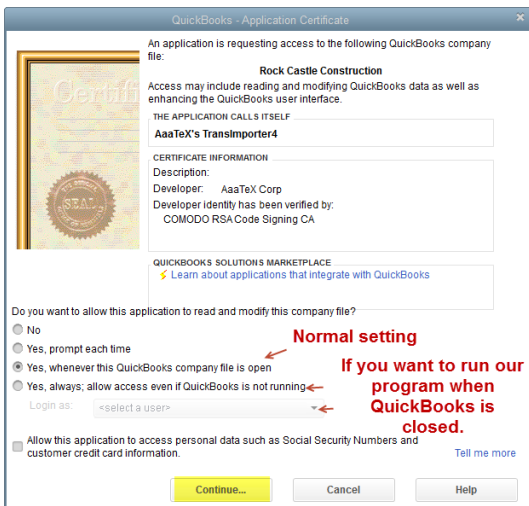 QuickBooks - Application Certificate
An application is requesting access to the following QuickBooks company
file:
Rock Castle Construction
Access may include reading and modifying QuickBooks data as well as
enhancing the QuickBooks user interface.
THE APPLICATION CALLS ITSELF
AaaTeX's TransImporter4
CERTIFICATE INFORMATION
Description:
Developer: AaaTeX Corp
Developer identity has been verified by:
COMODO RSA Code Signing CA
QUICKBOOKS SOLUTIONS MARKETPLACE
Learn about applications that integrate with QuickBooks
Certifi
SEAL
Do you want to allow this application to read and modify this company file?
No
Yes, prompt each time
Normal setting
Yes, whenever this QuickBooks company file is open
Yes, always; allow access even if QuickBooks is not running
If you want to run our
program when
QuickBooks is
closed.
Login as: <select a user>
Allow this application to access personal data such as Social Security Numbers and
customer credit card information.
Tell me more
Continue...
Cancel
Help